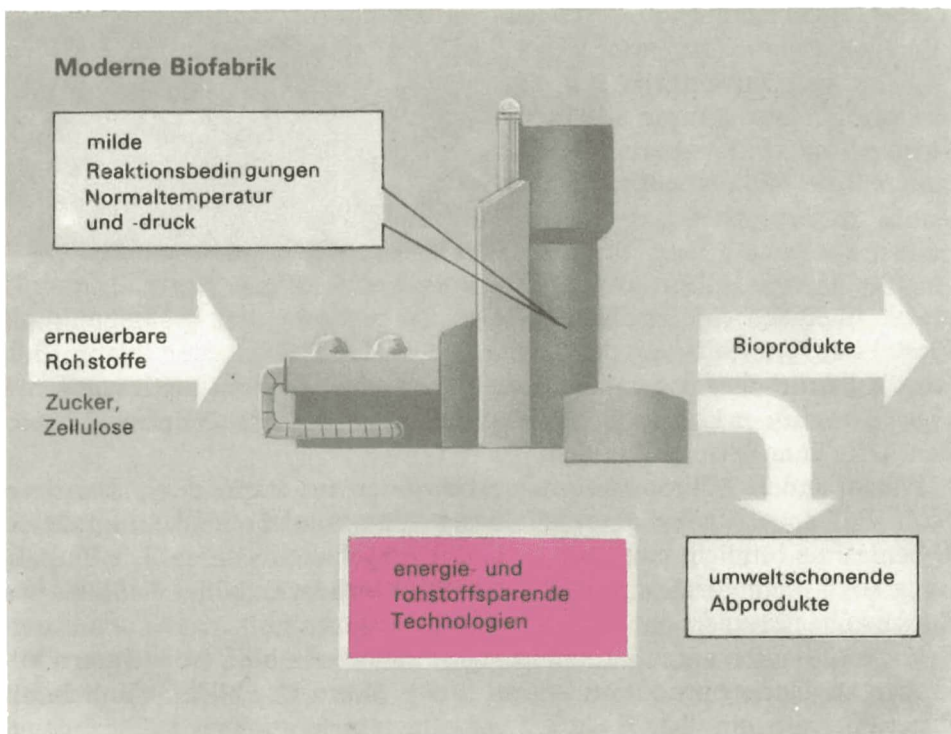 Moderne Biofabrik
milde
Reaktionsbedingungen
Normaltemperatur
und -druck
erneuerbare
Rohstoffe
Zucker,
Zellulose
Bioprodukte
energie- und
rohstoffsparende
Technologien
umweltschonende
Abprodukte